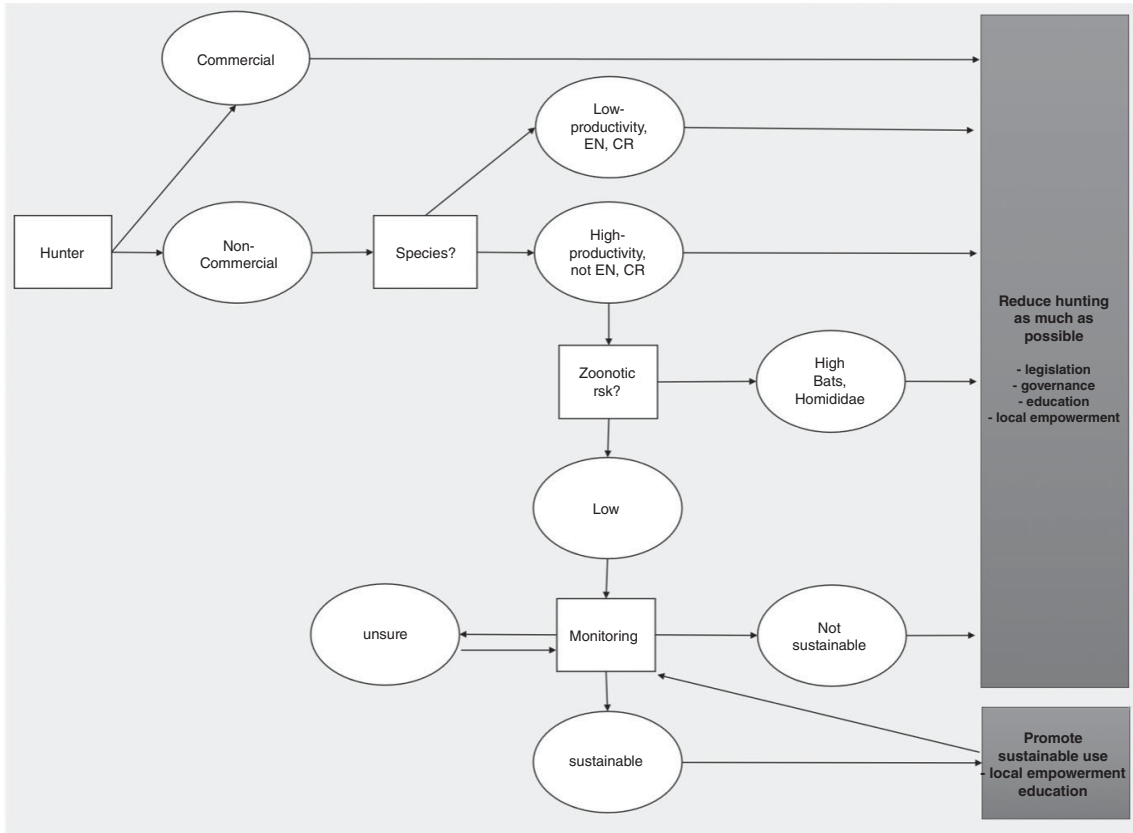 Commercial
Low-
productivity,
EN, CR
Hunter
Non-
Commercial
Species?
High-
productivity,
not EN, CR
Reduce hunting
as much as
possible
- legislation
- governance
- education
- local empowerment
Zoonotic
rsk?
High
Bats,
Homididae
Low
unsure
Monitoring
Not
sustainable
sustainable
Promote
sustainable use
- local empowerment
education